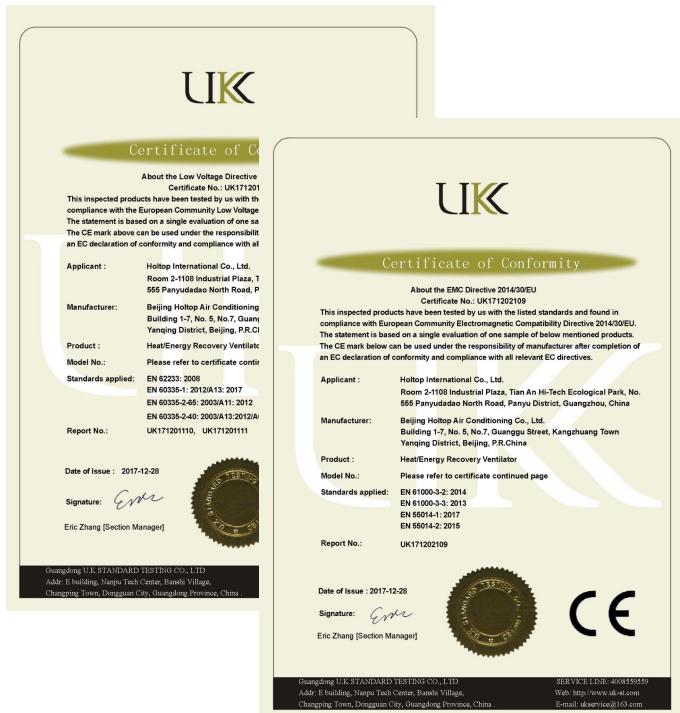 UK
Certificate of Co
About the Low Voltage Directive
Certificate No.: UK171201
This inspected products have been tested by us with th
compliance with the European Community Low Voltage
The statement is based on a single evaluation of one sa
The CE mark above can be used under the responsibilit
an EC declaration of conformity and compliance with all
Applicant : Holtop International Co., Ltd.
Room 2-1108 Industrial Plaza, T
555 Panyudadao North Road, P
Manufacturer: Beijing Holtop Air Conditioning
Building 1-7, No. 5, No.7, Guang
Yanqing District, Beijing, P.R.C
Product : Heat/Energy Recovery Ventilato
Model No.: Please refer to certificate contin
Standards applied: EN 62233: 2008
EN 60335-1: 2012/A13: 2017
EN 60335-2-65: 2003/A11: 2012
EN 60335-2-40: 2003/A13:2012/A
Report No.: UK171201110, UK171201111
Date of Issue : 2017-12-28
Signature:
Eric Zhang [Section Manager]
Guangdong U.K STANDARD TESTING CO., LTD
Addr: E building, Nanpu Tech Center, Banshi Village,
Changping Town, Dongguan City, Guangdong Province, China .
UK
Certificate of Conformity
About the EMC Directive 2014/30/EU
Certificate No.: UK171202109
This inspected products have been tested by us with the listed standards and found in
compliance with European Community Electromagnetic Compatibility Directive 2014/30/EU.
The statement is based on a single evaluation of one sample of below mentioned products.
The CE mark below can be used under the responsibility of manufacturer after completion of
an EC declaration of conformity and compliance with all relevant EC directives.
Applicant : Holtop International Co., Ltd.
Room 2-1108 Industrial Plaza, Tian An Hi-Tech Ecological Park, No.
555 Panyudadao North Road, Panyu District, Guangzhou, China
Manufacturer: Beijing Holtop Air Conditioning Co., Ltd.
Building 1-7, No. 5, No.7, Guanggu Street, Kangzhuang Town
Yanqing District, Beijing, P.R.China
Product : Heat/Energy Recovery Ventilator
Model No.: Please refer to certificate continued page
Standards applied: EN 61000-3-2: 2014
EN 61000-3-3: 2013
EN 55014-1: 2017
EN 55014-2: 2015
Report No.: UK171202109
Date of Issue : 2017-12-28
Signature:
Eric Zhang [Section Manager]
CE
Guangdong U.K STANDARD TESTING CO., LTD
Addr: E building, Nanpu Tech Center, Banshi Village,
Changping Town, Dongguan City, Guangdong Province, China .
SERVICE LINE: 4008559559
Web: http://www.uk-st.com
E-mail: ukservice@163.com